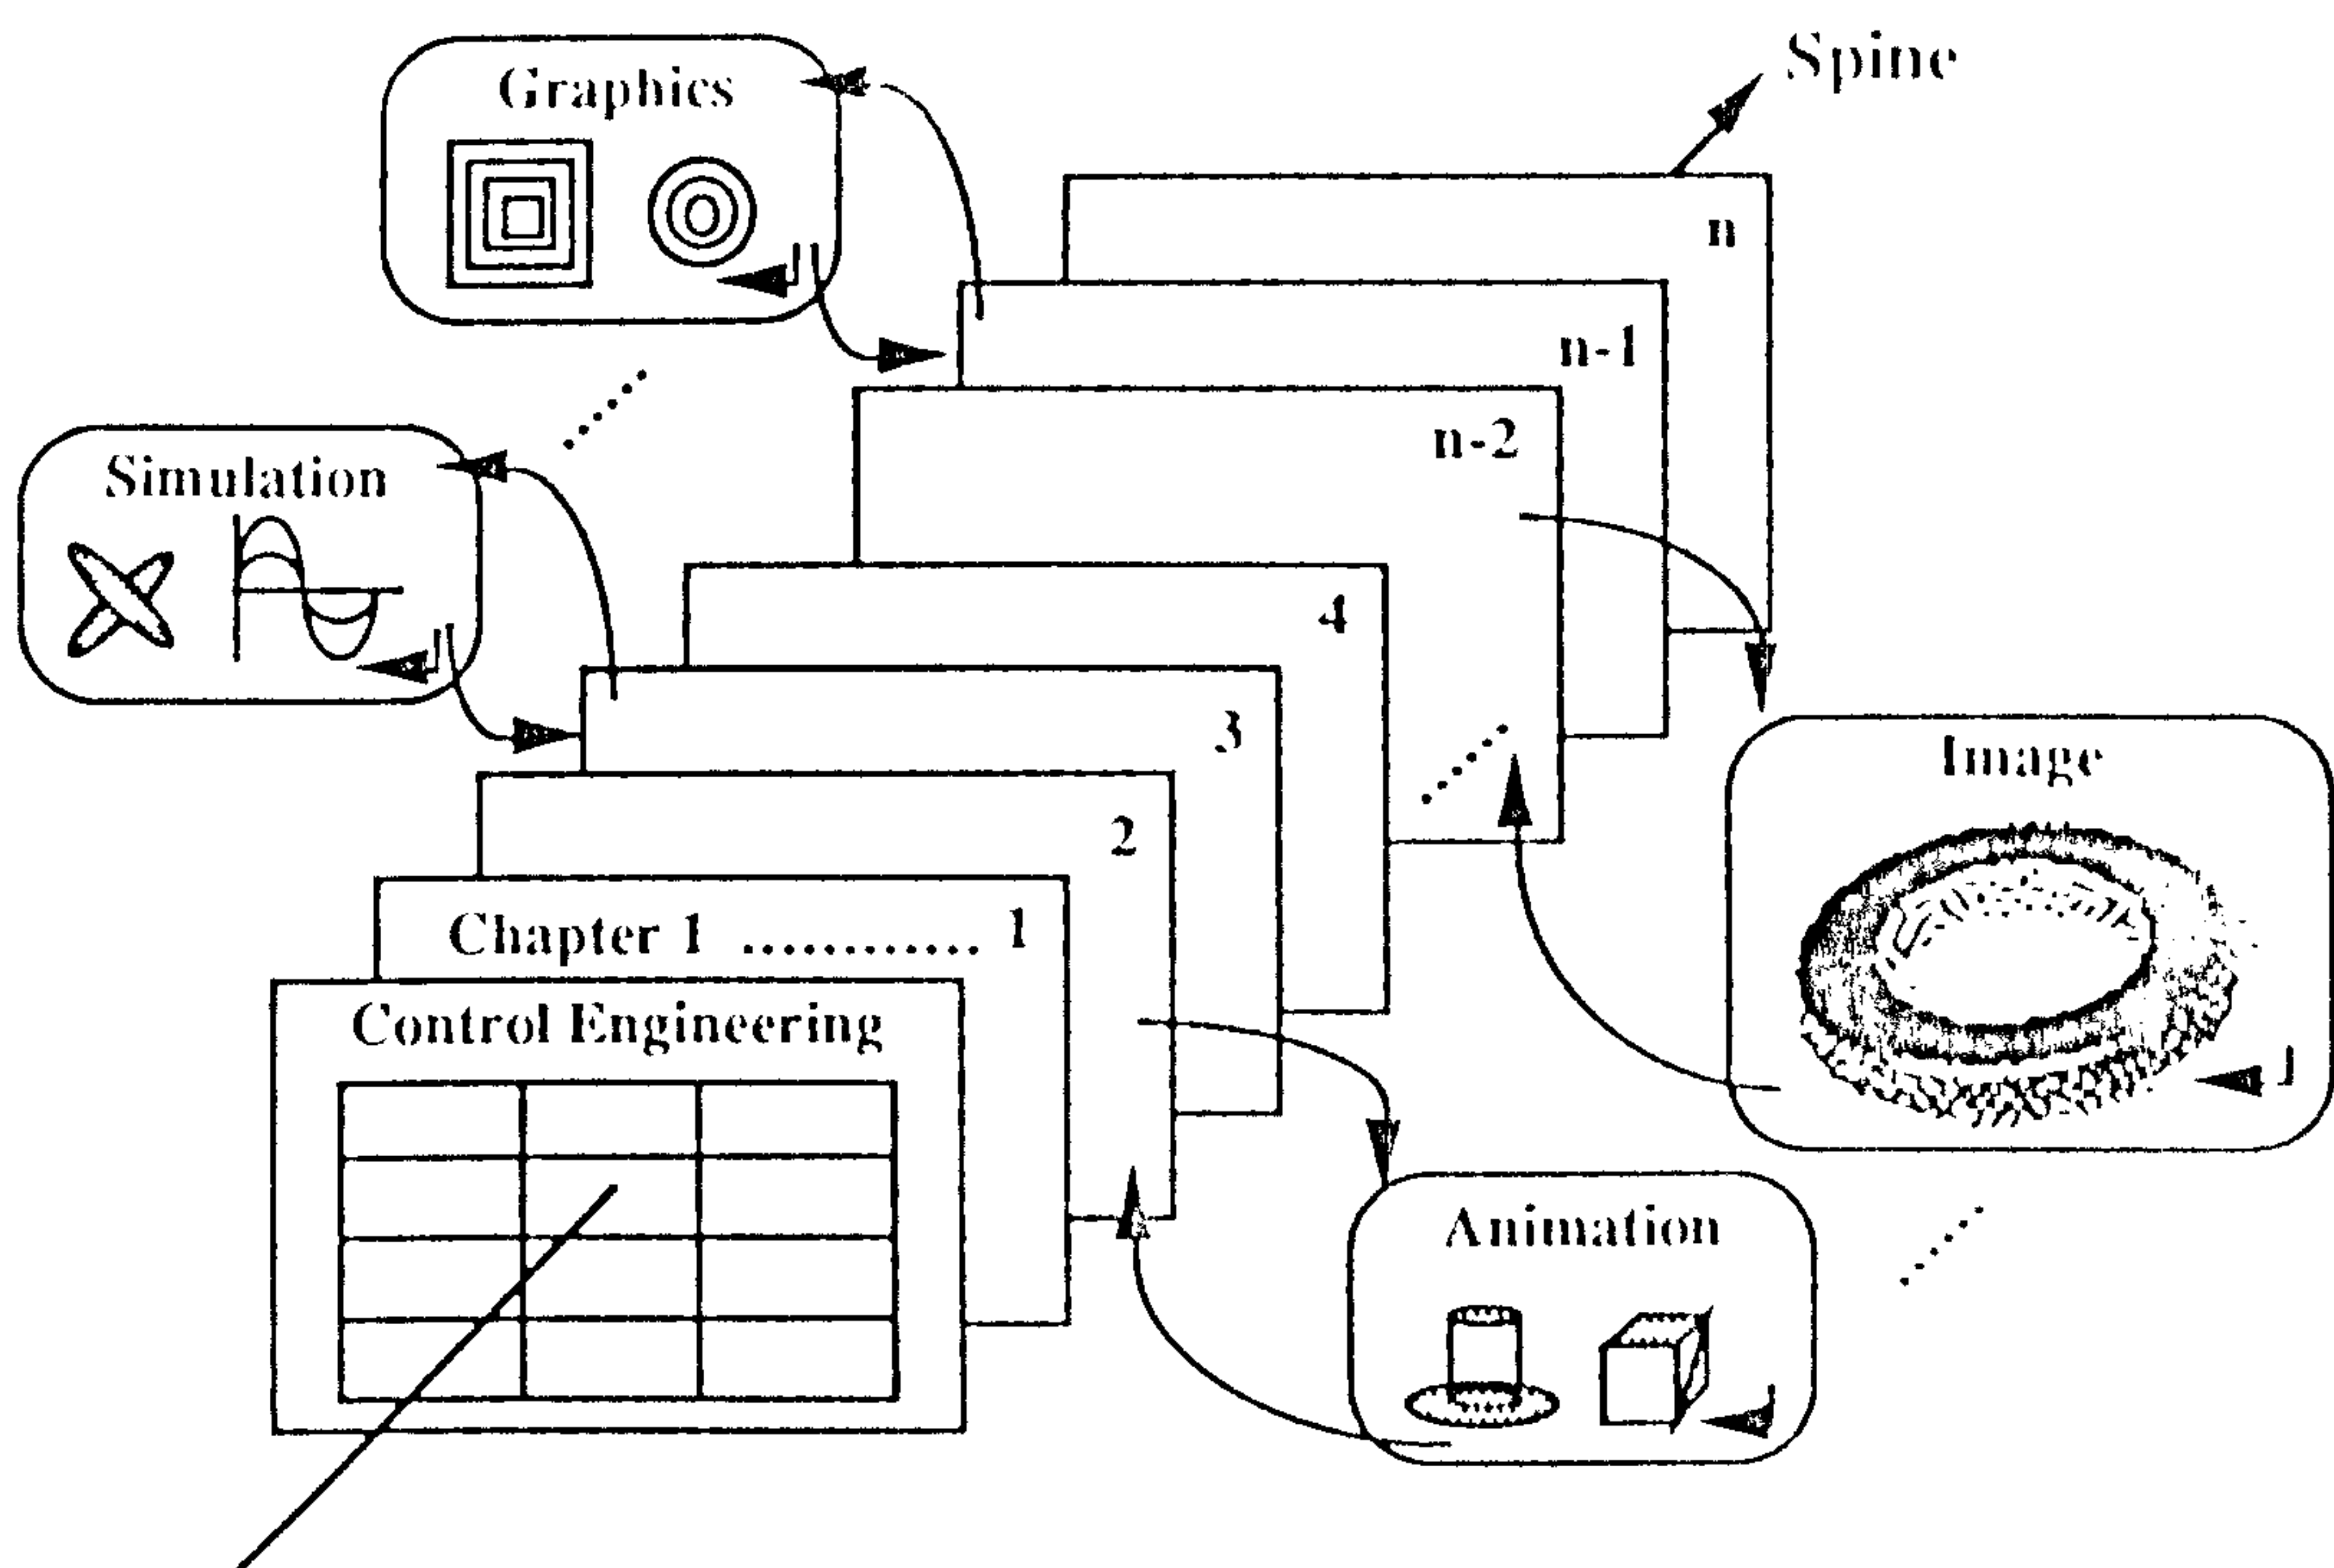 Spine
Graphics
n
n-1
n-2
Simulation
4
3
2
Chapter 1 ............ 1
Control Engineering
Image
Animation